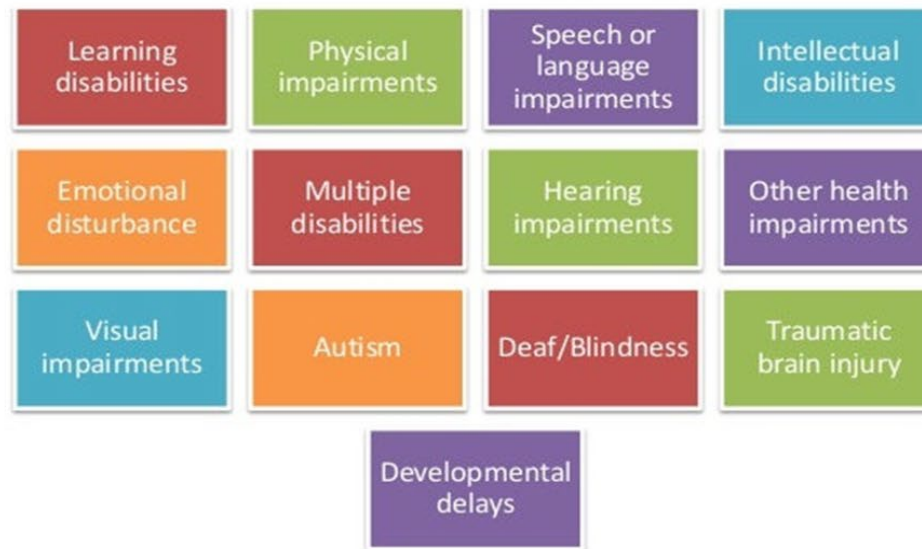 Learning
disabilities
Physical
impairments
Speech or
language
impairments
Intellectual
disabilities
Emotional
disturbance
Multiple
disabilities
Hearing
impairments
Other health
impairments
Visual
impairments
Autism
Deaf/Blindness
Traumatic
brain injury
Developmental
delays